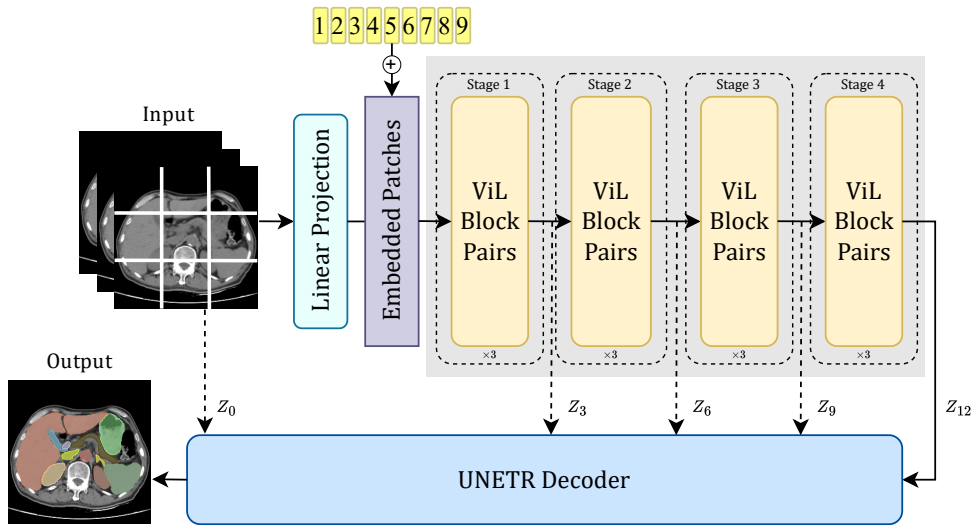 1 2 3 4 5 6 7 8 9
+
Input
Linear Projection
Embedded Patches
Stage 1
ViL
Block
Pairs
×3
Stage 2
ViL
Block
Pairs
×3
Stage 3
ViL
Block
Pairs
×3
Stage 4
ViL
Block
Pairs
×3
Output
Z₀
Z₃
Z₆
Z₉
Z₁₂
UNETR Decoder